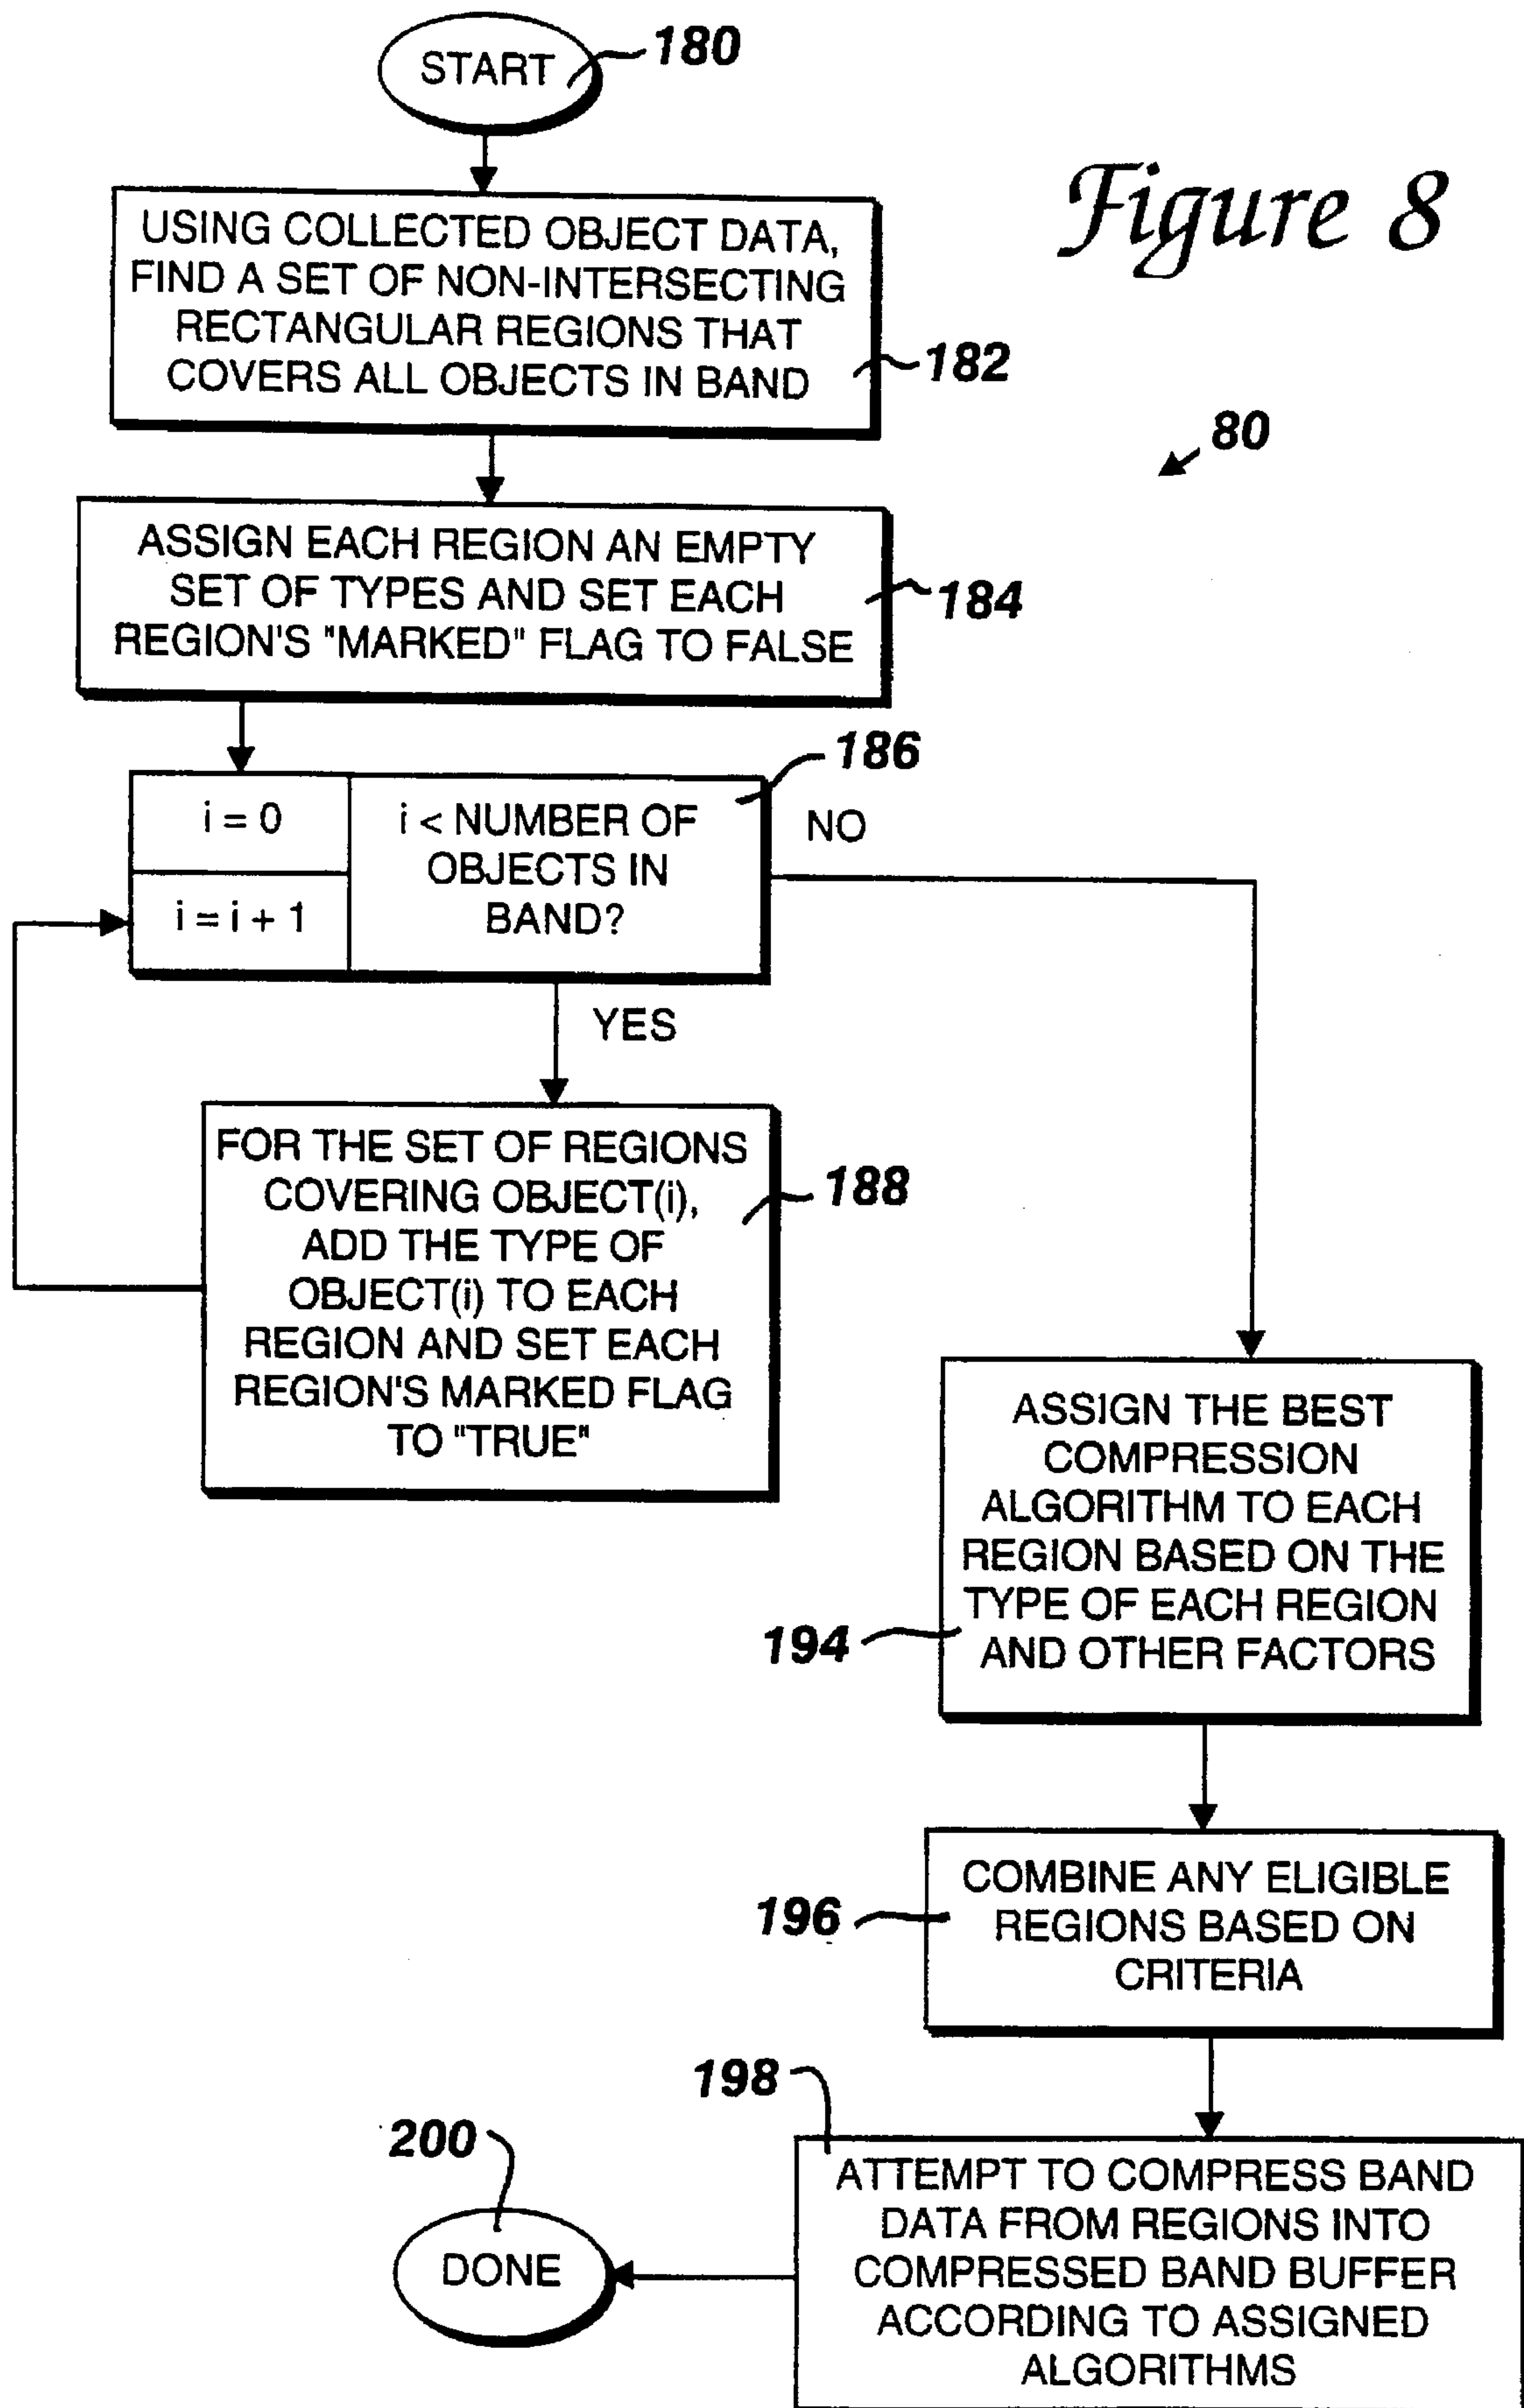 START
180
Figure 8
USING COLLECTED OBJECT DATA,
FIND A SET OF NON-INTERSECTING
RECTANGULAR REGIONS THAT
COVERS ALL OBJECTS IN BAND
182
80
ASSIGN EACH REGION AN EMPTY
SET OF TYPES AND SET EACH
REGION'S "MARKED" FLAG TO FALSE
184
186
i = 0
i = i + 1
i < NUMBER OF
OBJECTS IN
BAND?
NO
YES
FOR THE SET OF REGIONS
COVERING OBJECT(i),
ADD THE TYPE OF
OBJECT(i) TO EACH
REGION AND SET EACH
REGION'S MARKED FLAG
TO "TRUE"
188
ASSIGN THE BEST
COMPRESSION
ALGORITHM TO EACH
REGION BASED ON THE
TYPE OF EACH REGION
AND OTHER FACTORS
194
COMBINE ANY ELIGIBLE
REGIONS BASED ON
CRITERIA
196
198
ATTEMPT TO COMPRESS BAND
DATA FROM REGIONS INTO
COMPRESSED BAND BUFFER
ACCORDING TO ASSIGNED
ALGORITHMS
200
DONE